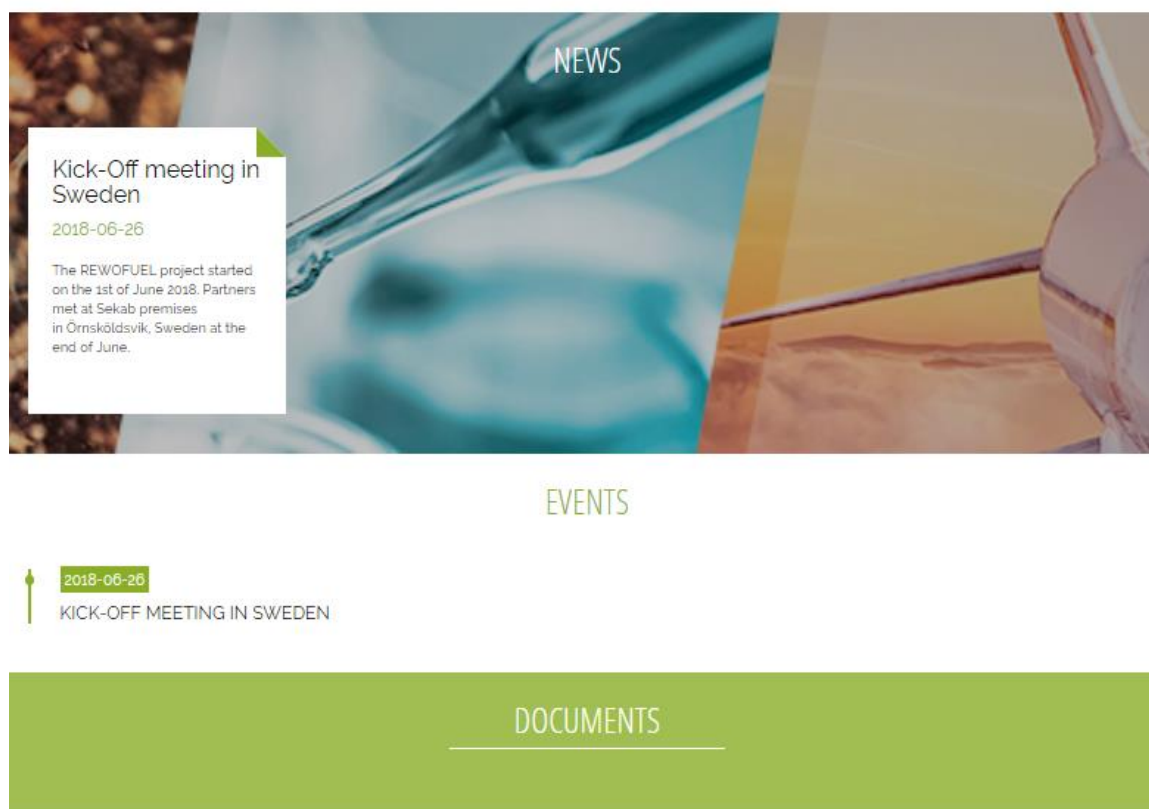 NEWS
Kick-Off meeting in
Sweden
2018-06-26
The REWOFUEL project started
on the 1st of June 2018. Partners
met at Sekab premises
in Örnsköldsvik, Sweden at the
end of June.
EVENTS
2018-06-26
KICK-OFF MEETING IN SWEDEN
DOCUMENTS